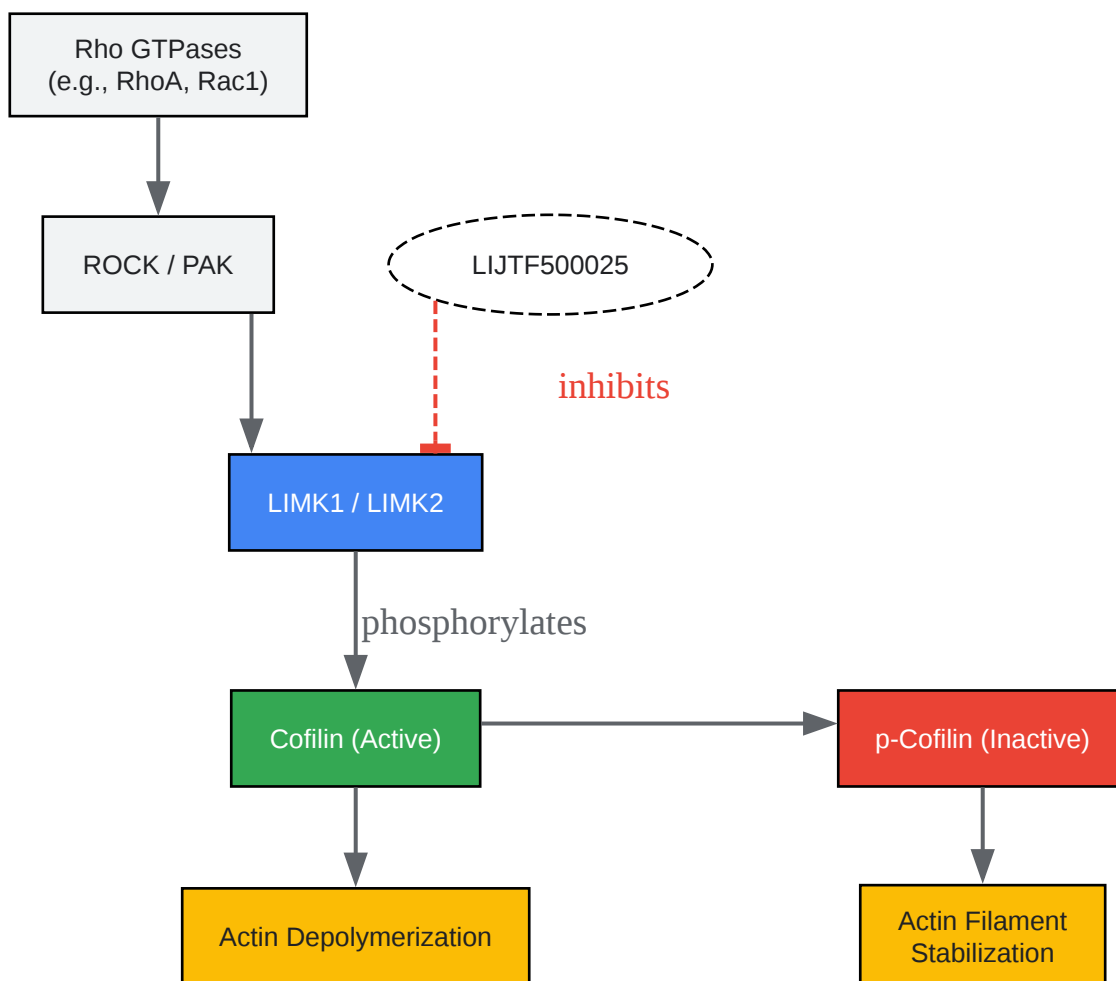 Rho GTPases
(e.g., RhoA, Rac1)
ROCK / PAK
LIJTF500025
inhibits
LIMK1 / LIMK2
phosphorylates
Cofilin (Active)
p-Cofilin (Inactive)
Actin Depolymerization
Actin Filament
Stabilization